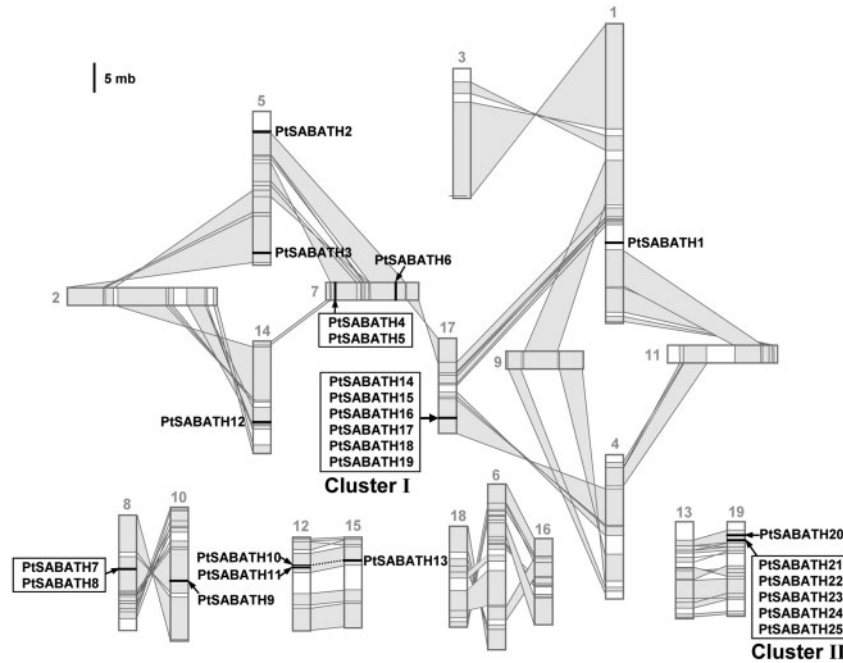 1
3
5 mb
5
PtSABATH2
PtSABATH1
PtSABATH3
PtSABATH6
2
7
PtSABATH4
PtSABATH5
14
17
9
11
PtSABATH12
PtSABATH14
PtSABATH15
PtSABATH16
PtSABATH17
PtSABATH18
PtSABATH19
Cluster I
4
8
10
12
15
18
6
16
13
19
PtSABATH7
PtSABATH8
PtSABATH9
PtSABATH10
PtSABATH11
PtSABATH13
PtSABATH20
PtSABATH21
PtSABATH22
PtSABATH23
PtSABATH24
PtSABATH25
Cluster II